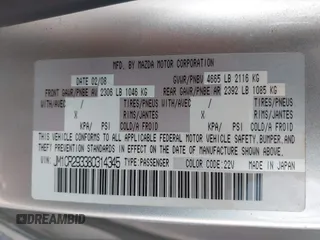 MFD. BY MAZDA MOTOR CORPORATION
DATE 02/08 GVWR/PNBV 4665 LB 2116 KG
FRONT GAWR/PNBE AV 2306 LB 1046 KG REAR GAWR/PNBE AR 2392 LB 1085 KG
WITH/AVEC TIRES/PNEUS WITH/AVEC TIRES/PNEUS
X RIMS/JANTES X RIMS/JANTES
KPA/ PSI COLD/A FROID KPA/ PSI COLD/A FROID
THIS VEHICLE CONFORMS TO ALL APPLICABLE FEDERAL MOTOR VEHICLE SAFETY, BUMPER, AND
THEFT PREVENTION STANDARDS IN EFFECT ON THE DATE OF MANUFACTURE SHOWN ABOVE.
VIN: JM1CR293360314345 TYPE: PASSENGER COLOR CODE: 22V MADE IN JAPAN
DREAMBID